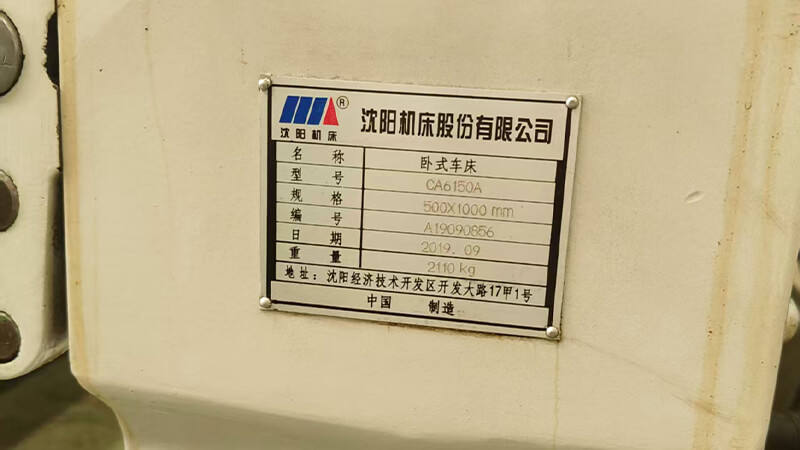 沈阳机床 ® 沈阳机床股份有限公司
名 称 卧式车床
型 号 CA6150A
规 格 500X1000 mm
编 号 A19090856
日 期 2019. 09
重 量 2110 kg
地址：沈阳经济技术开发区开发大路17甲1号
中国 制造